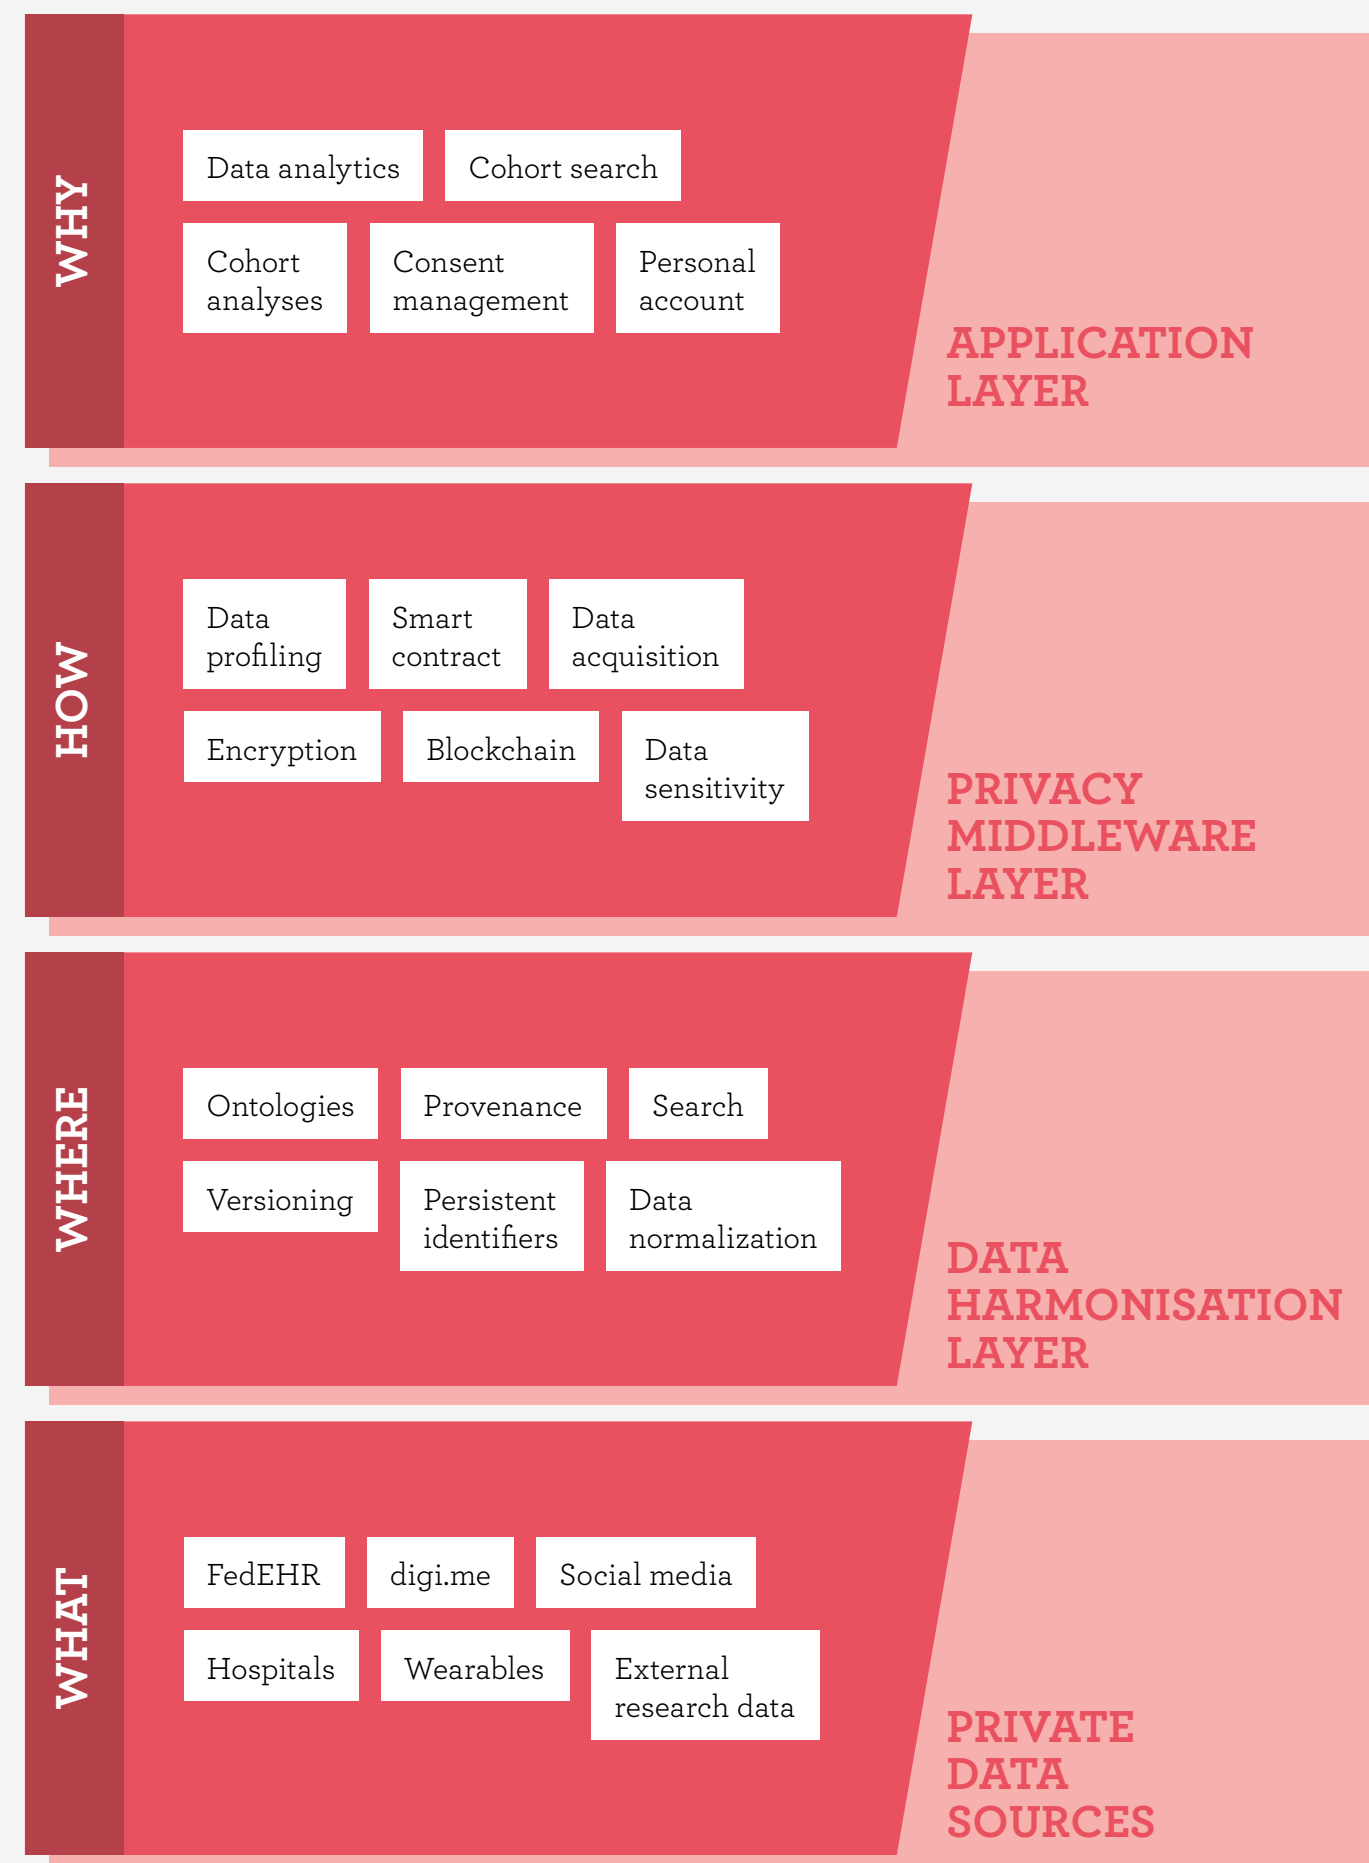 WHY
Data analytics
Cohort search
Cohort
analyses
Consent
management
Personal
account
APPLICATION
LAYER
HOW
Data
profiling
Smart
contract
Data
acquisition
Encryption
Blockchain
Data
sensitivity
PRIVACY
MIDDLEWARE
LAYER
WHERE
Ontologies
Provenance
Search
Versioning
Persistent
identifiers
Data
normalization
DATA
HARMONISATION
LAYER
WHAT
FedEHR
digi.me
Social media
Hospitals
Wearables
External
research data
PRIVATE
DATA
SOURCES